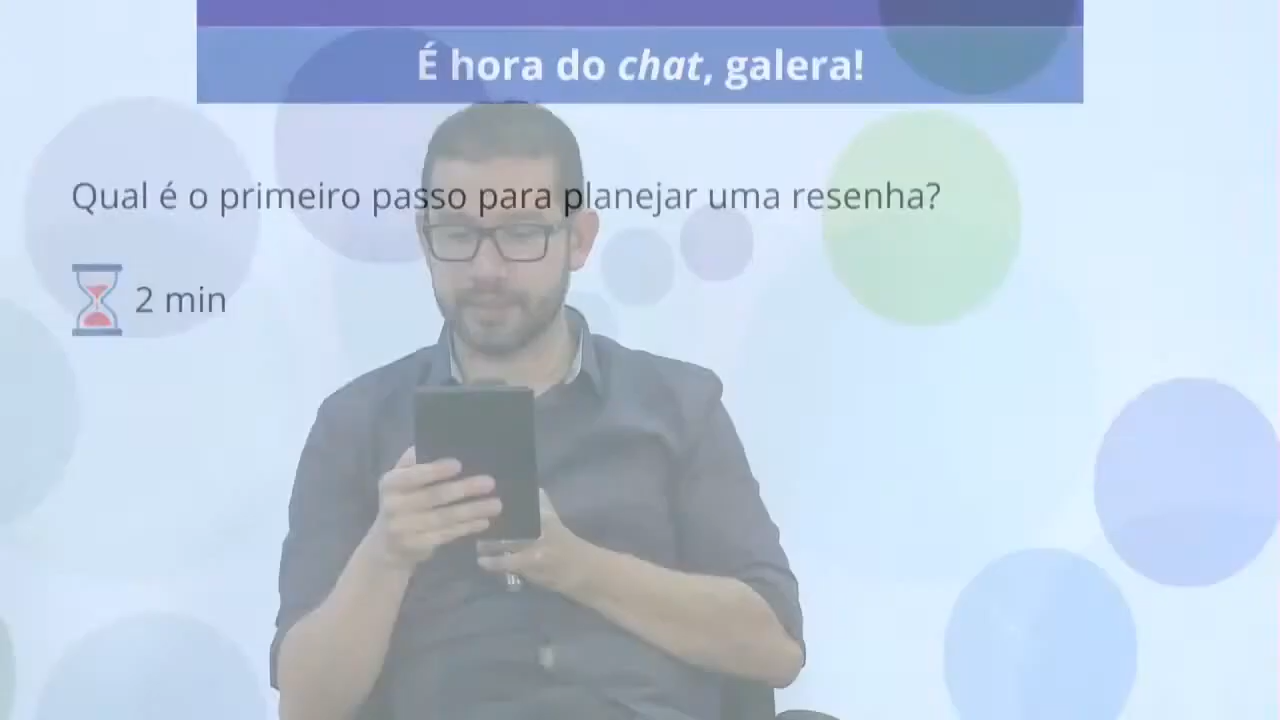 É hora do chat, galera!
Qual é o primeiro passo para planejar uma resenha?
2 min